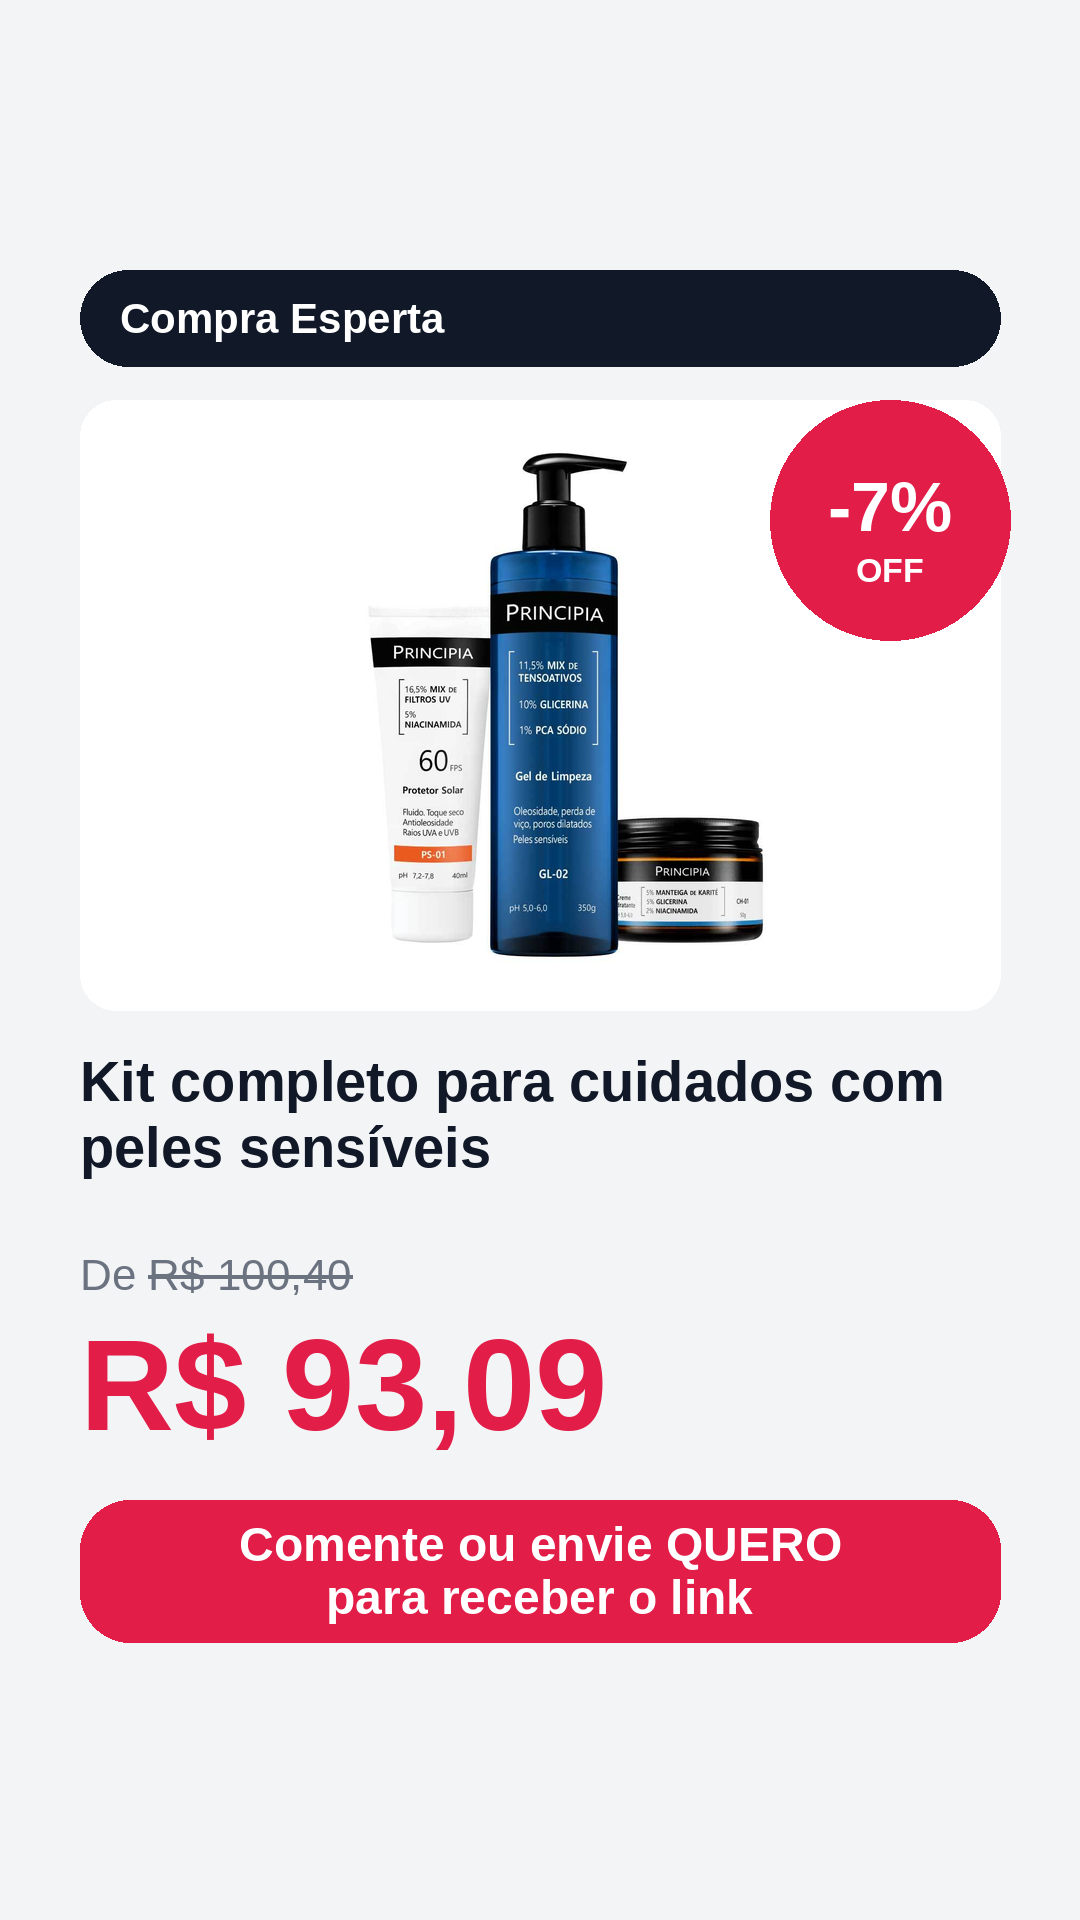 Compra Esperta
-7%
OFF
PRINCIPIA
16,5% MIX DE
FILTROS UV
5%
NIACINAMIDA
60 FPS
Protetor Solar
Fluido. Toque seco
Antioleosidade
Raios UVA e UVB
PS-01
pH 7,2-7,8 40ml
PRINCIPIA
11,5% MIX DE
TENSOATIVOS
10% GLICERINA
1% PCA SÓDIO
Gel de Limpeza
Oleosidade, perda de
viço, poros dilatados
Peles sensíveis
GL-02
pH 5,0-6,0 350g
PRINCIPIA
5% MANTEIGA DE KARITÉ
5% GLICERINA
2% NIACINAMIDA
CH-01
Kit completo para cuidados com
peles sensíveis
De R$ 100,40
R$ 93,09
Comente ou envie QUERO
para receber o link